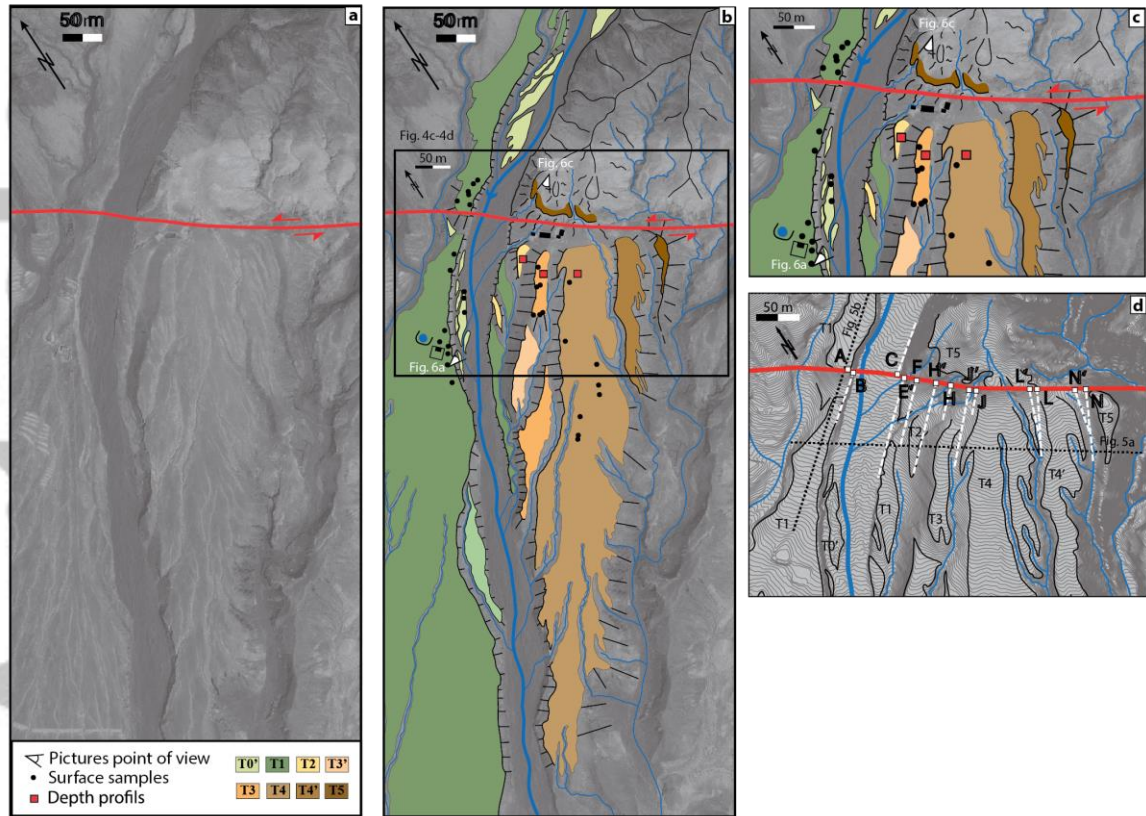 50 m
a
N
Pictures point of view
Surface samples
Depth profils
T0' T1 T2 T3'
T3 T4 T4' T5
50 m
b
N
Fig. 4c-4d
50 m
N
Fig. 6c
Fig. 6a
50 m
c
N
Fig. 6c
Fig. 6a
50 m
d
N
T1
Fig. 5b
T5
A
C
F
H'
J'
L'
N'
B
E
H
J
L
N
T5
T2
Fig. 5a
T4
T4'
T1
T0'
T1
T3